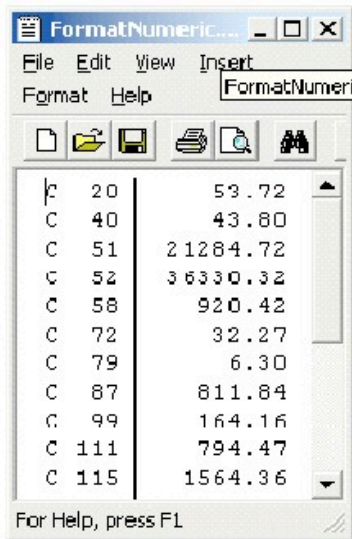 FormatNumeric....
File Edit View Insert
FormatNumeri
Format Help
C 20 53.72
C 40 43.80
C 51 21284.72
C 52 36330.32
C 58 920.42
C 72 32.27
C 79 6.30
C 87 811.84
C 99 164.16
C 111 794.47
C 115 1564.36
For Help, press F1